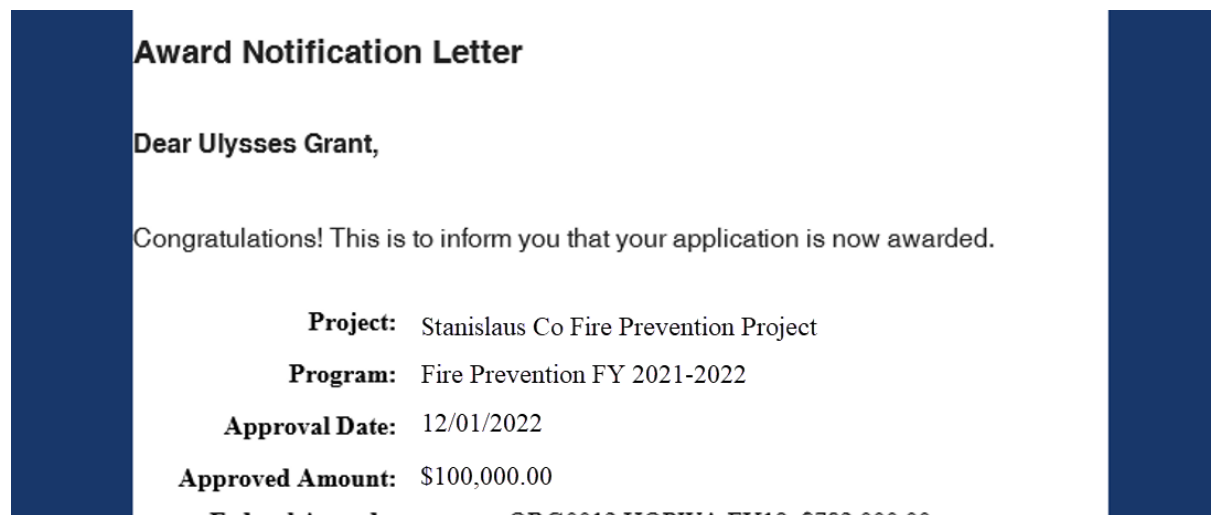 Award Notification Letter
Dear Ulysses Grant,
Congratulations! This is to inform you that your application is now awarded.
Project: Stanislaus Co Fire Prevention Project
Program: Fire Prevention FY 2021-2022
Approval Date: 12/01/2022
Approved Amount: $100,000.00